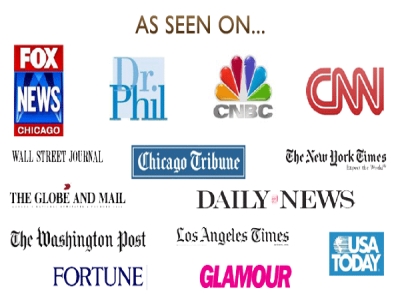 AS SEEN ON...
FOX
NEWS
CHICAGO
Dr.
Phil
CNBC
CNN
WALL STREET JOURNAL
Chicago Tribune
The New York Times
THE GLOBE AND MAIL
DAILY NEWS
The Washington Post
Los Angeles Times
USA
TODAY
FORTUNE
GLAMOUR